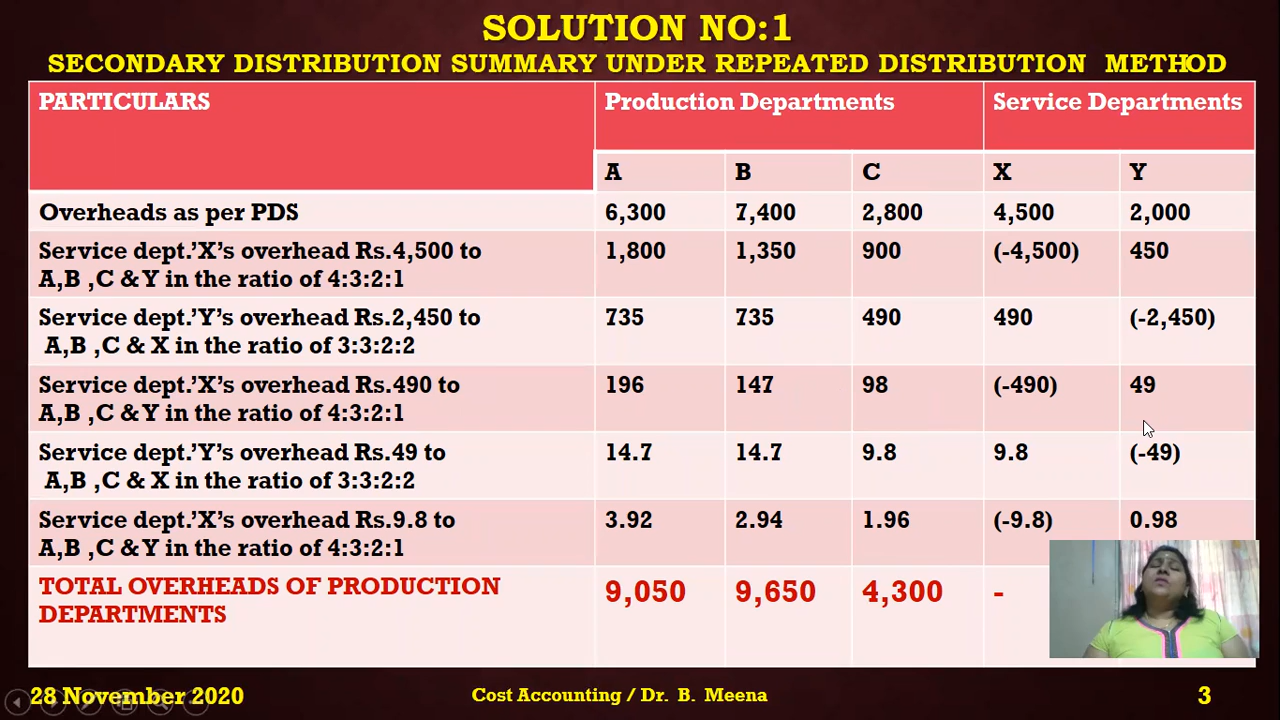 SOLUTION NO:1
SECONDARY DISTRIBUTION SUMMARY UNDER REPEATED DISTRIBUTION METHOD
PARTICULARS Production Departments Service Departments
A B C X Y
Overheads as per PDS 6,300 7,400 2,800 4,500 2,000
Service dept.'X's overhead Rs.4,500 to 1,800 1,350 900 (-4,500) 450
A,B ,C & Y in the ratio of 4:3:2:1
Service dept.'Y's overhead Rs.2,450 to 735 735 490 490 (-2,450)
A,B ,C & X in the ratio of 3:3:2:2
Service dept.'X's overhead Rs.490 to 196 147 98 (-490) 49
A,B ,C & Y in the ratio of 4:3:2:1
Service dept.'Y's overhead Rs.49 to 14.7 14.7 9.8 9.8 (-49)
A,B ,C & X in the ratio of 3:3:2:2
Service dept.'X's overhead Rs.9.8 to 3.92 2.94 1.96 (-9.8) 0.98
A,B ,C & Y in the ratio of 4:3:2:1
TOTAL OVERHEADS OF PRODUCTION 9,050 9,650 4,300 -
DEPARTMENTS
28 November 2020 Cost Accounting / Dr. B. Meena 3